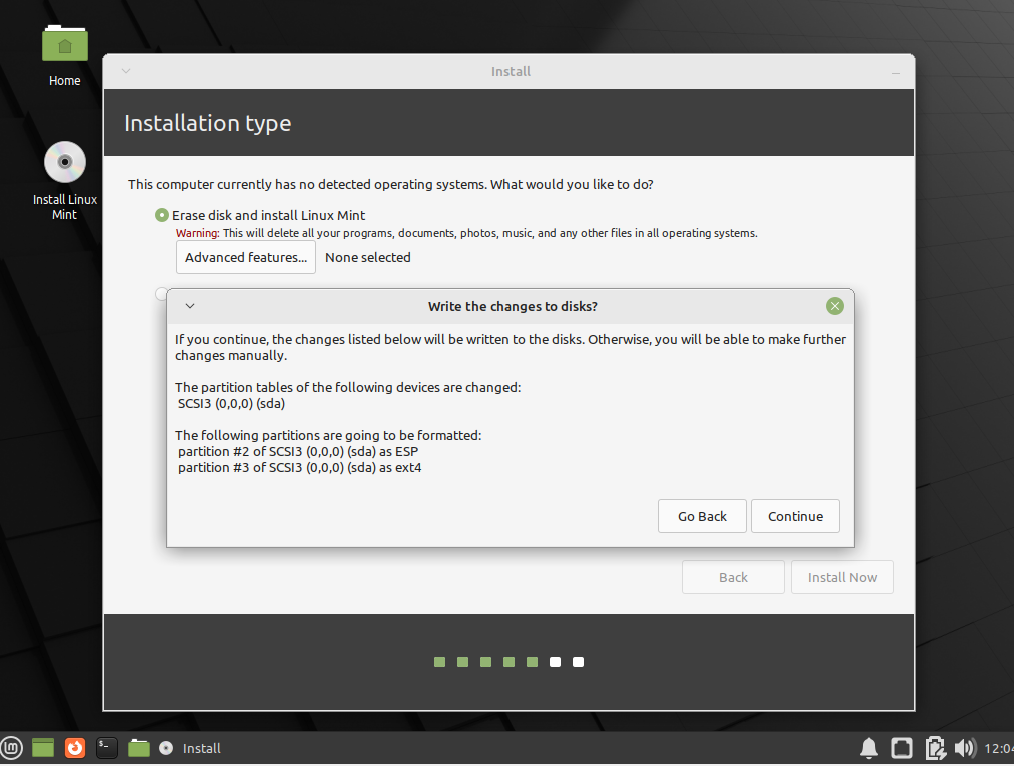 Home
Install Linux
Mint
Install
Installation type
This computer currently has no detected operating systems. What would you like to do?
Erase disk and install Linux Mint
Warning: This will delete all your programs, documents, photos, music, and any other files in all operating systems.
Advanced features... None selected
Write the changes to disks?
If you continue, the changes listed below will be written to the disks. Otherwise, you will be able to make further
changes manually.
The partition tables of the following devices are changed:
SCSI3 (0,0,0) (sda)
The following partitions are going to be formatted:
partition #2 of SCSI3 (0,0,0) (sda) as ESP
partition #3 of SCSI3 (0,0,0) (sda) as ext4
Go Back Continue
Back Install Now
Install 12:04